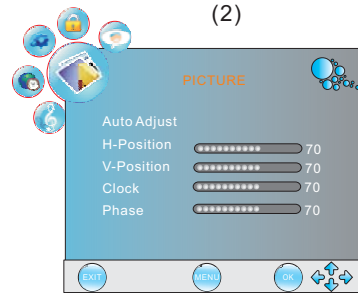 (2)
PICTURE
Auto Adjust
H-Position 70
V-Position 70
Clock 70
Phase 70
EXIT MENU OK